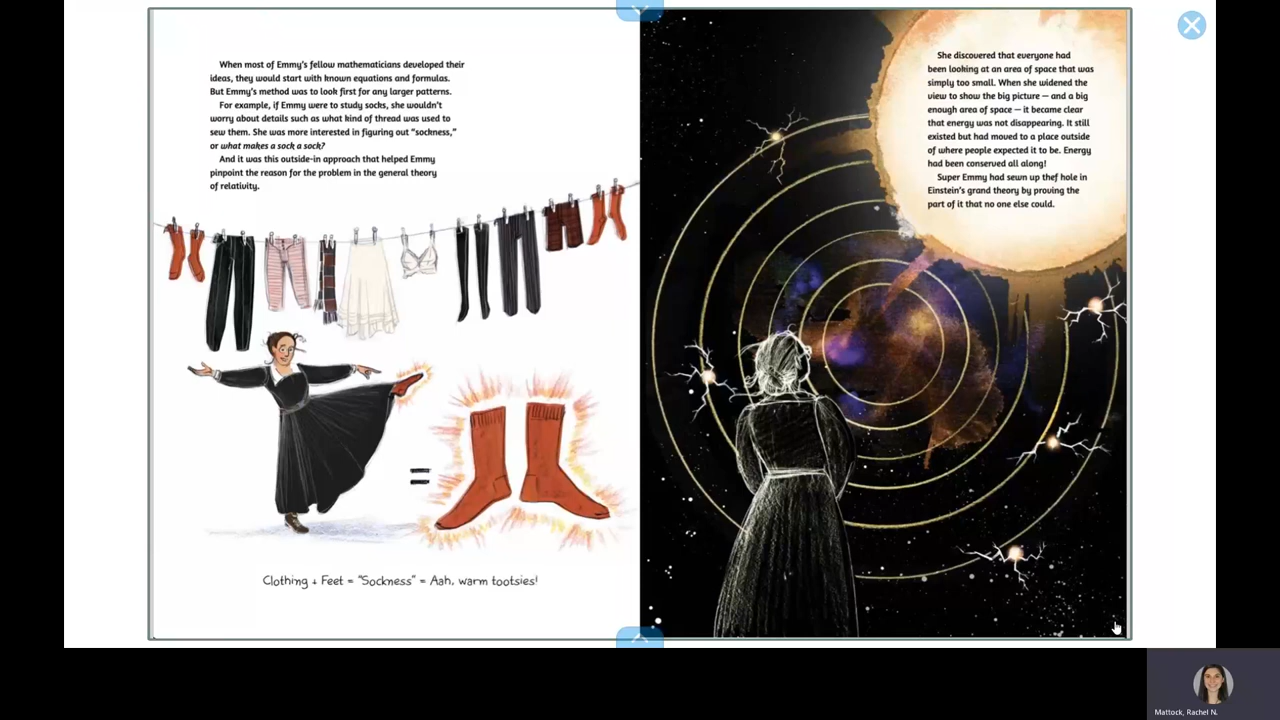 When most of Emmy's fellow mathematicians developed their
ideas, they would start with known equations and formulas.
But Emmy's method was to look first for any larger patterns.
For example, if Emmy were to study socks, she wouldn't
worry about details such as what kind of thread was used to
sew them. She was more interested in figuring out "sockness,"
or what makes a sock a sock?
And it was this outside-in approach that helped Emmy
pinpoint the reason for the problem in the general theory
of relativity.
Clothing + Feet = "Sockness" = Aah, warm tootsies!
She discovered that everyone had
been looking at an area of space that was
simply too small. When she widened the
view to show the big picture — and a big
enough area of space — it became clear
that energy was not disappearing. It still
existed but had moved to a place outside
of where people expected it to be. Energy
had been conserved all along!
Super Emmy had sewn up thef hole in
Einstein's grand theory by proving the
part of it that no one else could.
Mattock, Rachel N.